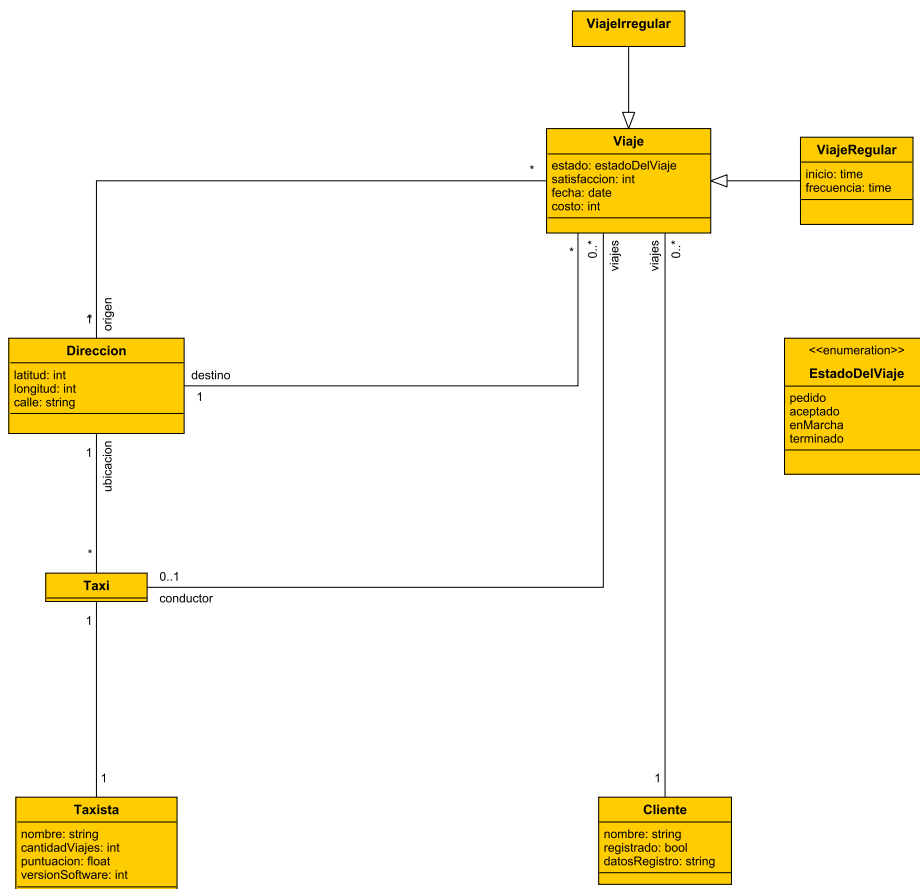 ViajeIrregular
Viaje
estado: estadoDelViaje
satisfaccion: int
fecha: date
costo: int
ViajeRegular
inicio: time
frecuencia: time
*
*
0..*
viajes
viajes
0..*
1
origen
Direccion
latitud: int
longitud: int
calle: string
destino
1
<<enumeration>>
EstadoDelViaje
pedido
aceptado
enMarcha
terminado
1
ubicacion
*
Taxi
0..1
conductor
1
1
1
Taxista
nombre: string
cantidadViajes: int
puntuacion: float
versionSoftware: int
Cliente
nombre: string
registrado: bool
datosRegistro: string